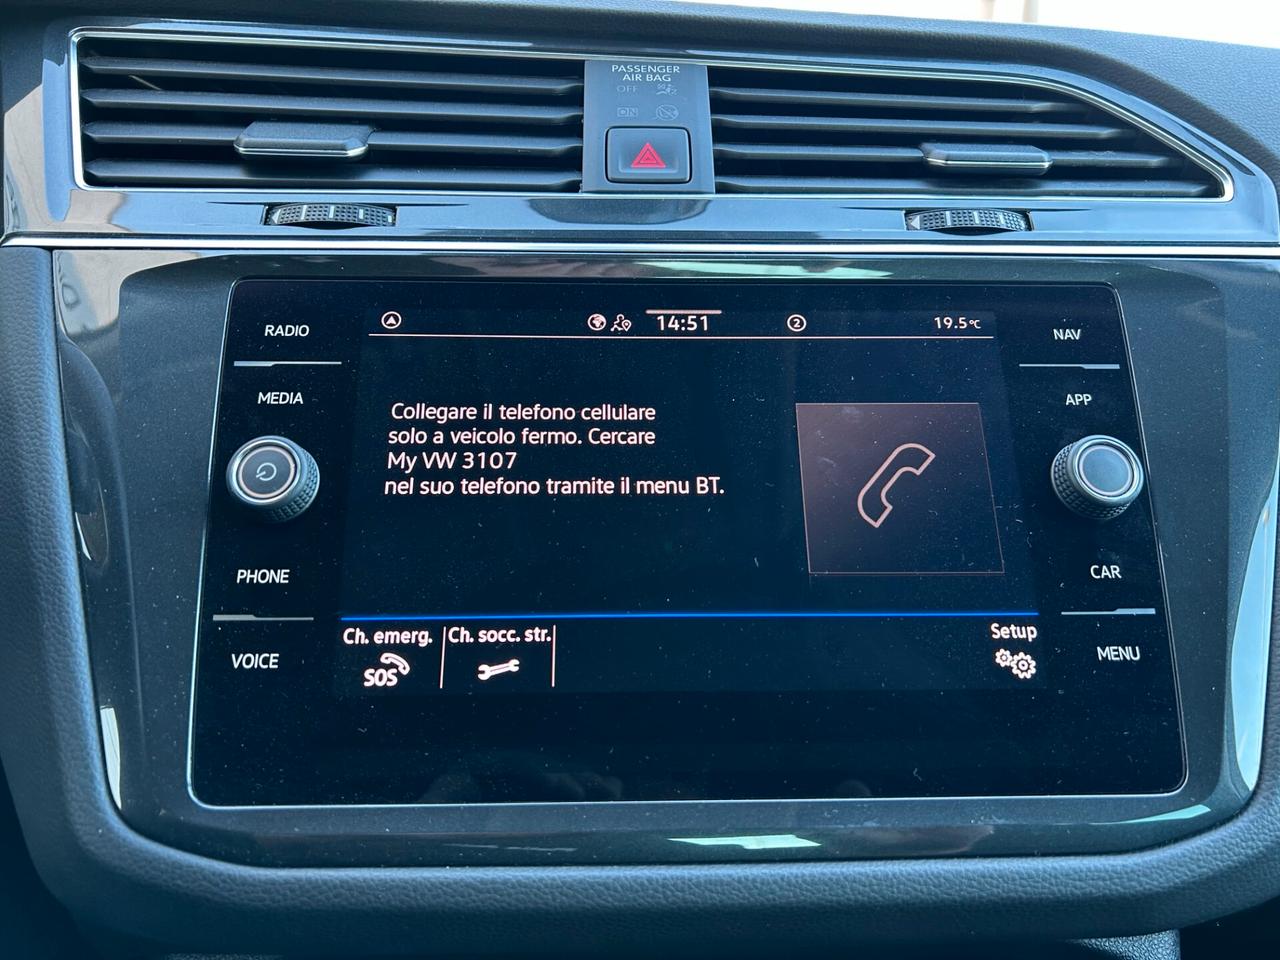 PASSENGER
AIR BAG
OFF
ON
RADIO
MEDIA
PHONE
VOICE
14:51
2
19.5°C
Collegare il telefono cellulare
solo a veicolo fermo. Cercare
My VW 3107
nel suo telefono tramite il menu BT.
Ch. emerg.
SOS
Ch. socc. str.
Setup
NAV
APP
CAR
MENU